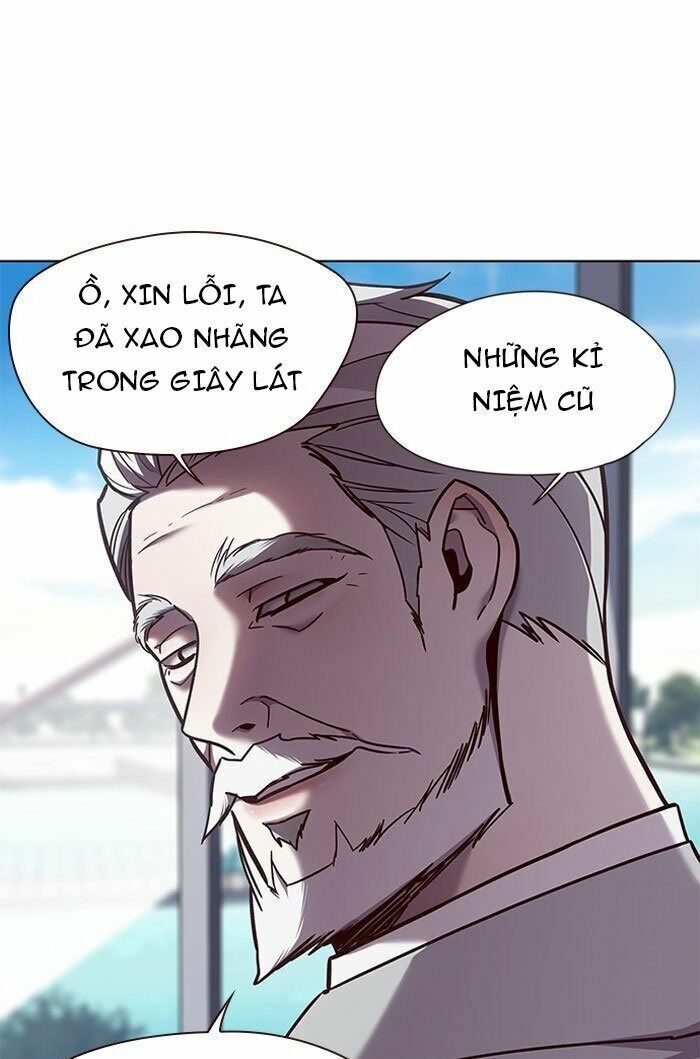 Ồ, XIN LỖI, TA
ĐÃ XAO NHÃNG
TRONG GIÂY LÁT
NHỮNG KỈ
NIỆM CŨ